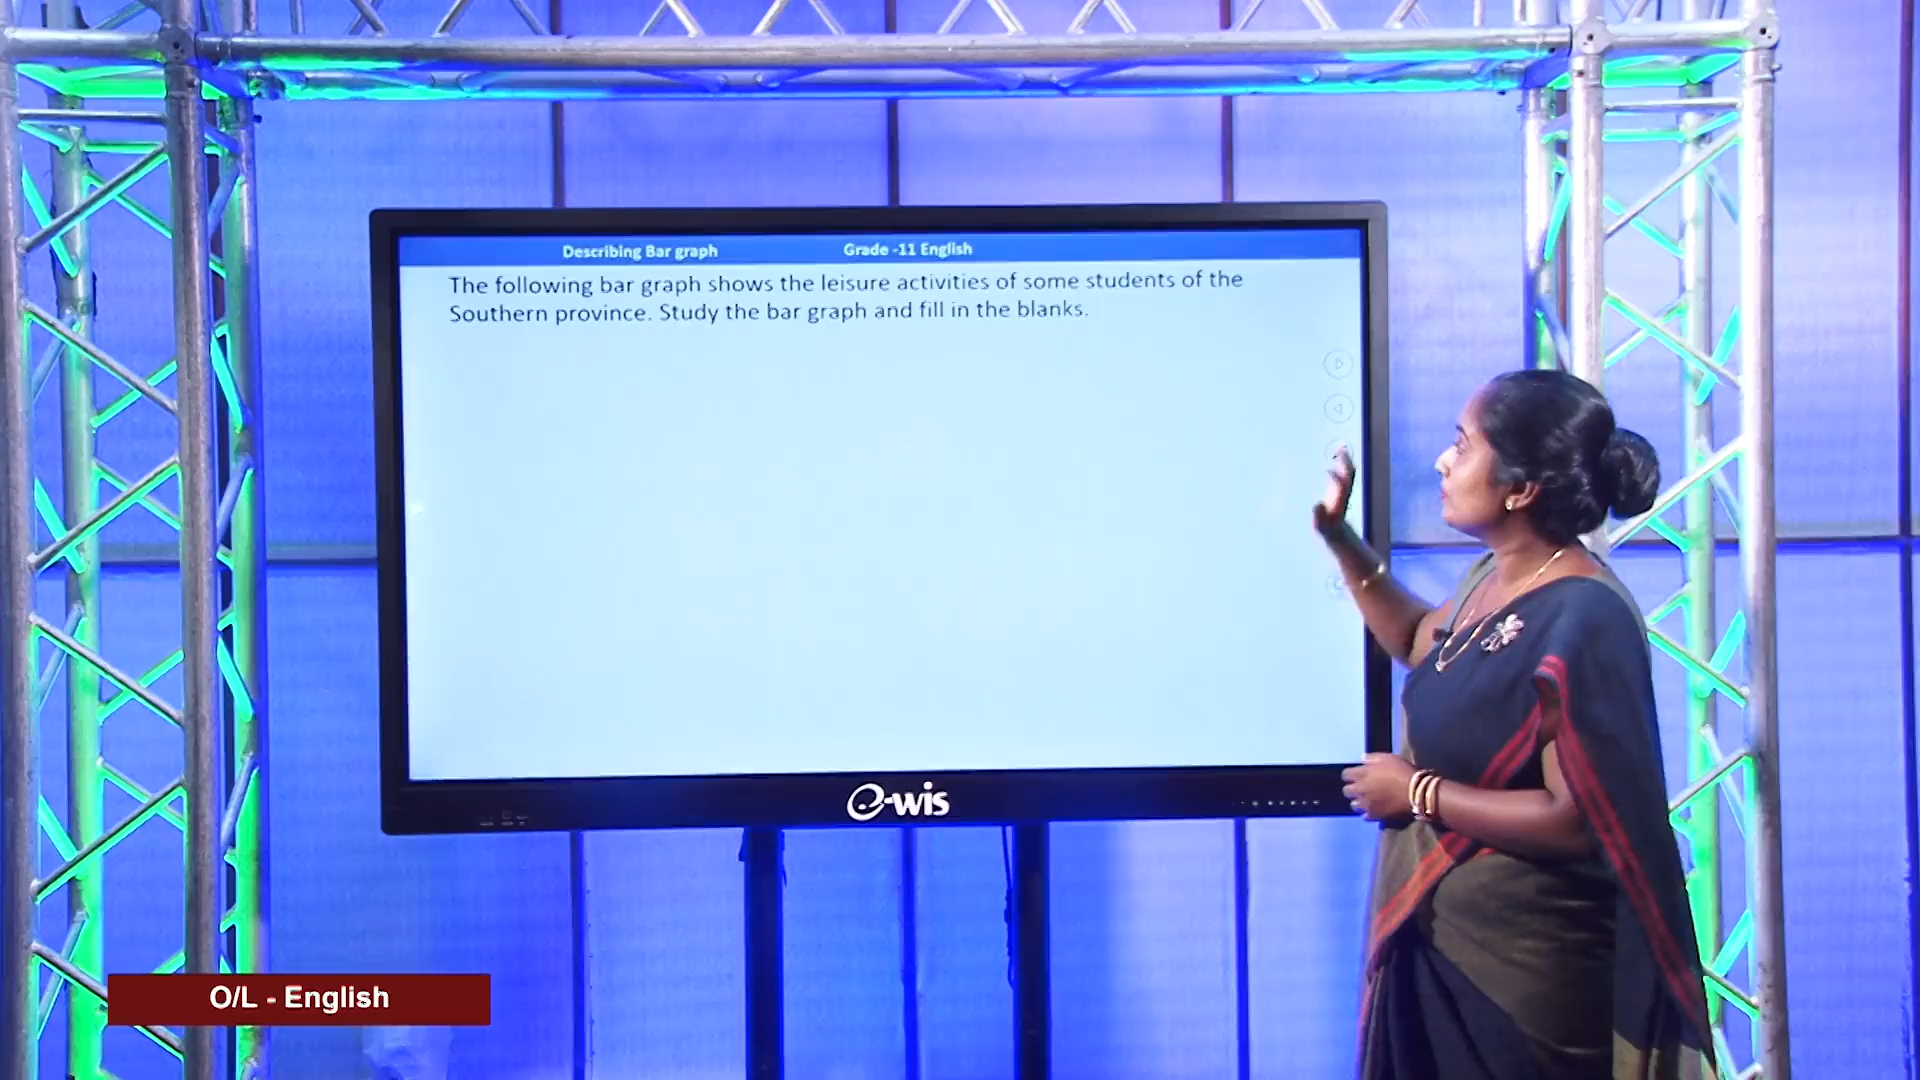 Describing Bar graph
Grade -11 English
The following bar graph shows the leisure activities of some students of the
Southern province. Study the bar graph and fill in the blanks.
e-wis
O/L - English